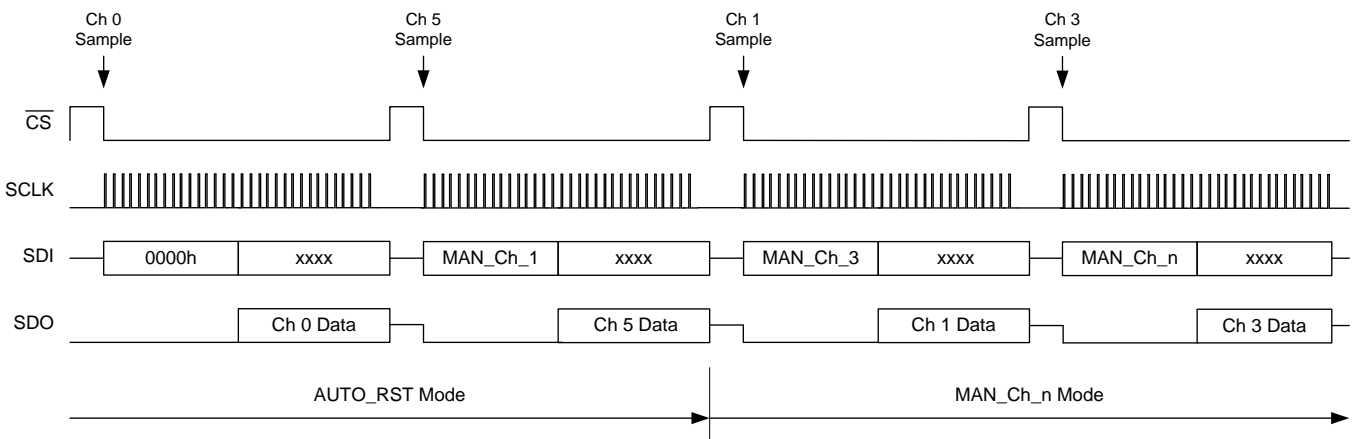 Ch 0
Sample
Ch 5
Sample
Ch 1
Sample
Ch 3
Sample
CS
SCLK
SDI
0000h
xxxx
MAN_Ch_1
xxxx
MAN_Ch_3
xxxx
MAN_Ch_n
xxxx
SDO
Ch 0 Data
Ch 5 Data
Ch 1 Data
Ch 3 Data
AUTO_RST Mode
MAN_Ch_n Mode